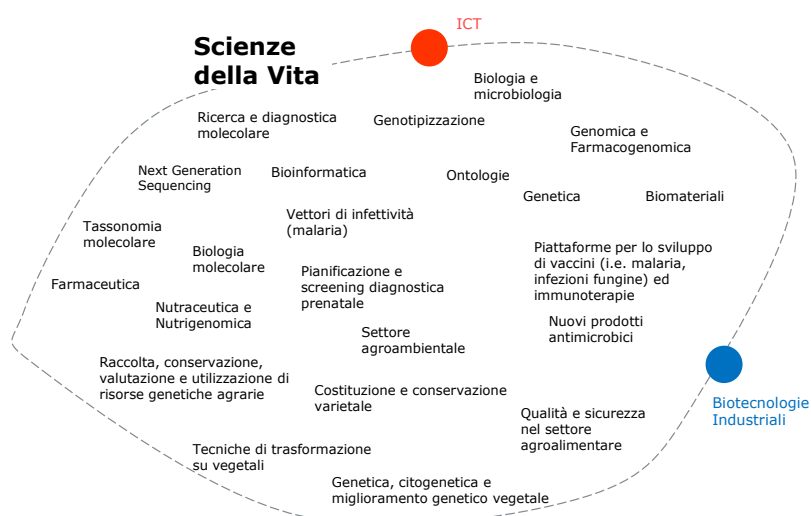 ICT
Scienze
della Vita
Biologia e
microbiologia
Ricerca e diagnostica
molecolare
Genotipizzazione
Genomica e
Farmacogenomica
Next Generation
Sequencing
Bioinformatica
Ontologie
Genetica
Biomateriali
Vettori di infettività
(malaria)
Tassonomia
molecolare
Biologia
molecolare
Piattaforme per lo sviluppo
di vaccini (i.e. malaria,
infezioni fungine) ed
immunoterapie
Pianificazione e
screening diagnostica
prenatale
Farmaceutica
Nutraceutica e
Nutrigenomica
Nuovi prodotti
antimicrobici
Settore
agroambientale
Raccolta, conservazione,
valutazione e utilizzazione di
risorse genetiche agrarie
Costituzione e conservazione
varietale
Biotecnologie
Industriali
Qualità e sicurezza
nel settore
agroalimentare
Tecniche di trasformazione
su vegetali
Genetica, citogenetica e
miglioramento genetico vegetale